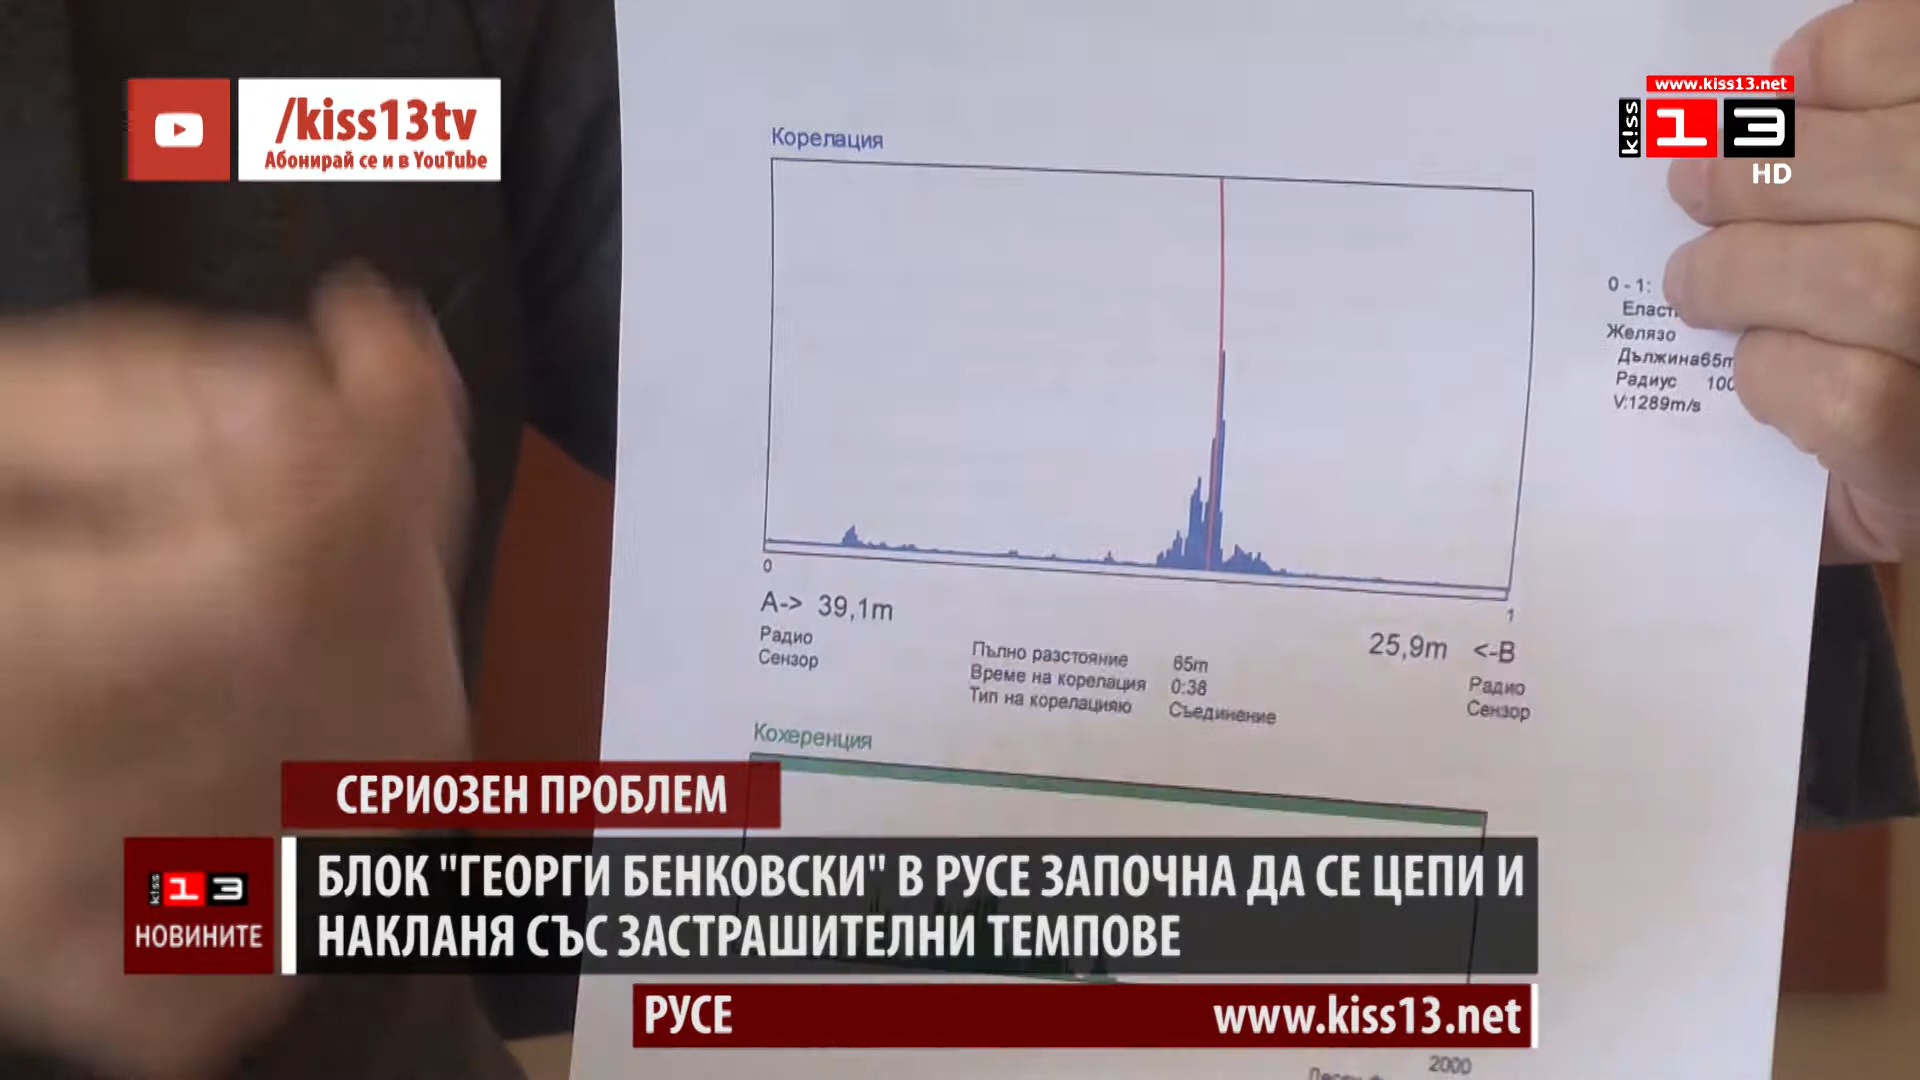 /kiss13tv
Абонирай се и в YouTube
www.kiss13.net
kiss 13
HD
Корелация
0 - 1:
Желязо
Дължина65m
Радиус 100
V:1289m/s
0
1
A-> 39,1m
25,9m <-B
Радио
Сензор
Пълно разстояние 65m
Време на корелация 0:38
Тип на корелацияю Съединение
Радио
Сензор
Кохеренция
СЕРИОЗЕН ПРОБЛЕМ
БЛОК "ГЕОРГИ БЕНКОВСКИ" В РУСЕ ЗАПОЧНА ДА СЕ ЦЕПИ И
НАКЛАНЯ СЪС ЗАСТРАШИТЕЛНИ ТЕМПОВЕ
kiss 13
НОВИНИТЕ
РУСЕ
www.kiss13.net
2000